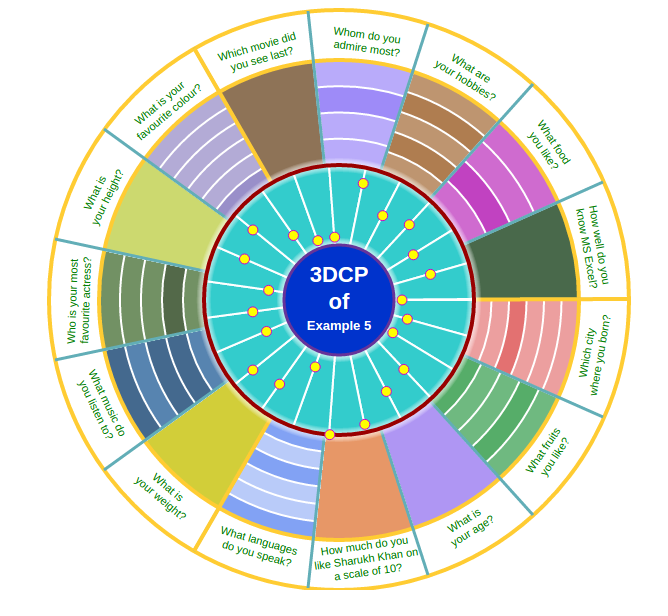 Which movie did
you see last?
Whom do you
admire most?
What are
your hobbies?
What food
you like?
How well do you
know MS Excel?
Which city
where you born?
What fruits
you like?
What is
your age?
How much do you
like Sharukh Khan on
a scale of 10?
What languages
do you speak?
What is
your weight?
What music do
you listen to?
Who is your most
favourite actress?
What is
your height?
What is your
favourite colour?
3DCP
of
Example 5